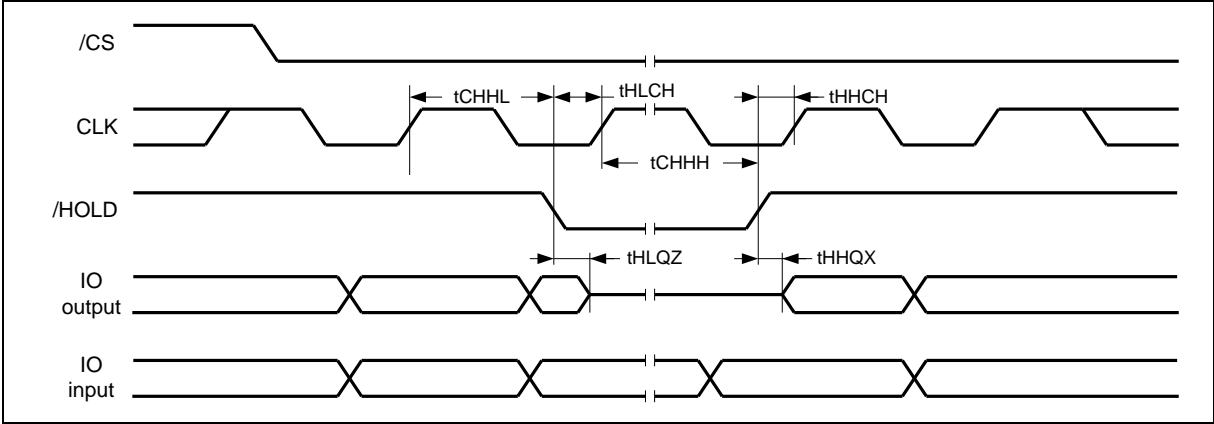 /CS
tCHHL
tHLCH
tHHCH
CLK
tCHHH
/HOLD
tHLQZ
tHHQX
IO
output
IO
input